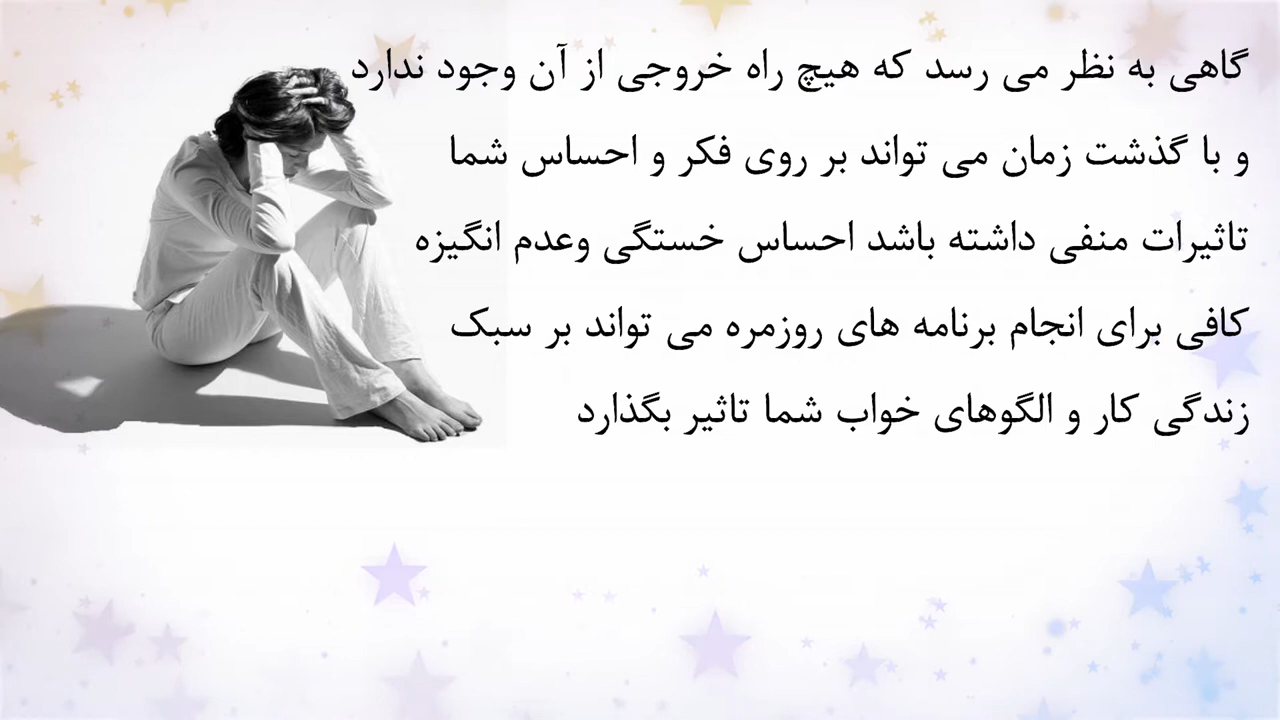 گاهی به نظر می رسد که هیچ راه خروجی از آن وجود ندارد
و با گذشت زمان می تواند بر روی فکر و احساس شما
تاثیرات منفی داشته باشد احساس خستگی وعدم انگیزه
کافی برای انجام برنامه های روزمره می تواند بر سبک
زندگی کار و الگوهای خواب شما تاثیر بگذارد